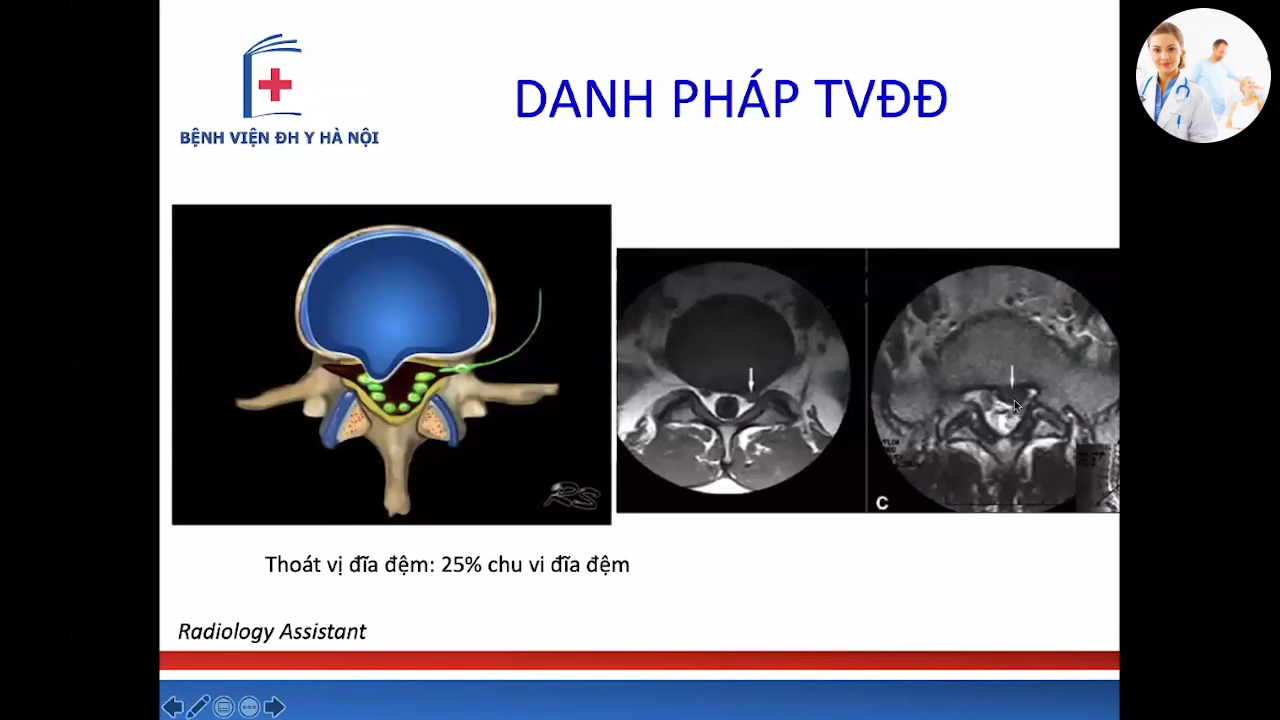 BỆNH VIỆN ĐH Y HÀ NỘI
DANH PHÁP TVĐĐ
RS
C
Thoát vị đĩa đệm: 25% chu vi đĩa đệm
Radiology Assistant